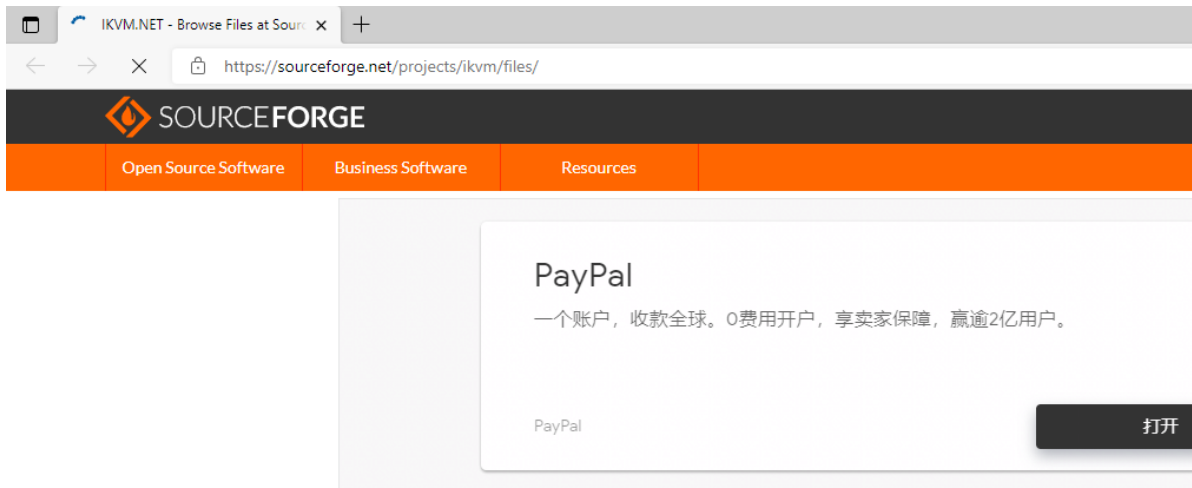 IKVM.NET - Browse Files at Sourc
https://sourceforge.net/projects/ikvm/files/
SOURCEFORGE
Open Source Software
Business Software
Resources
PayPal
一个账户，收款全球。0费用开户，享卖家保障，赢逾2亿用户。
PayPal
打开